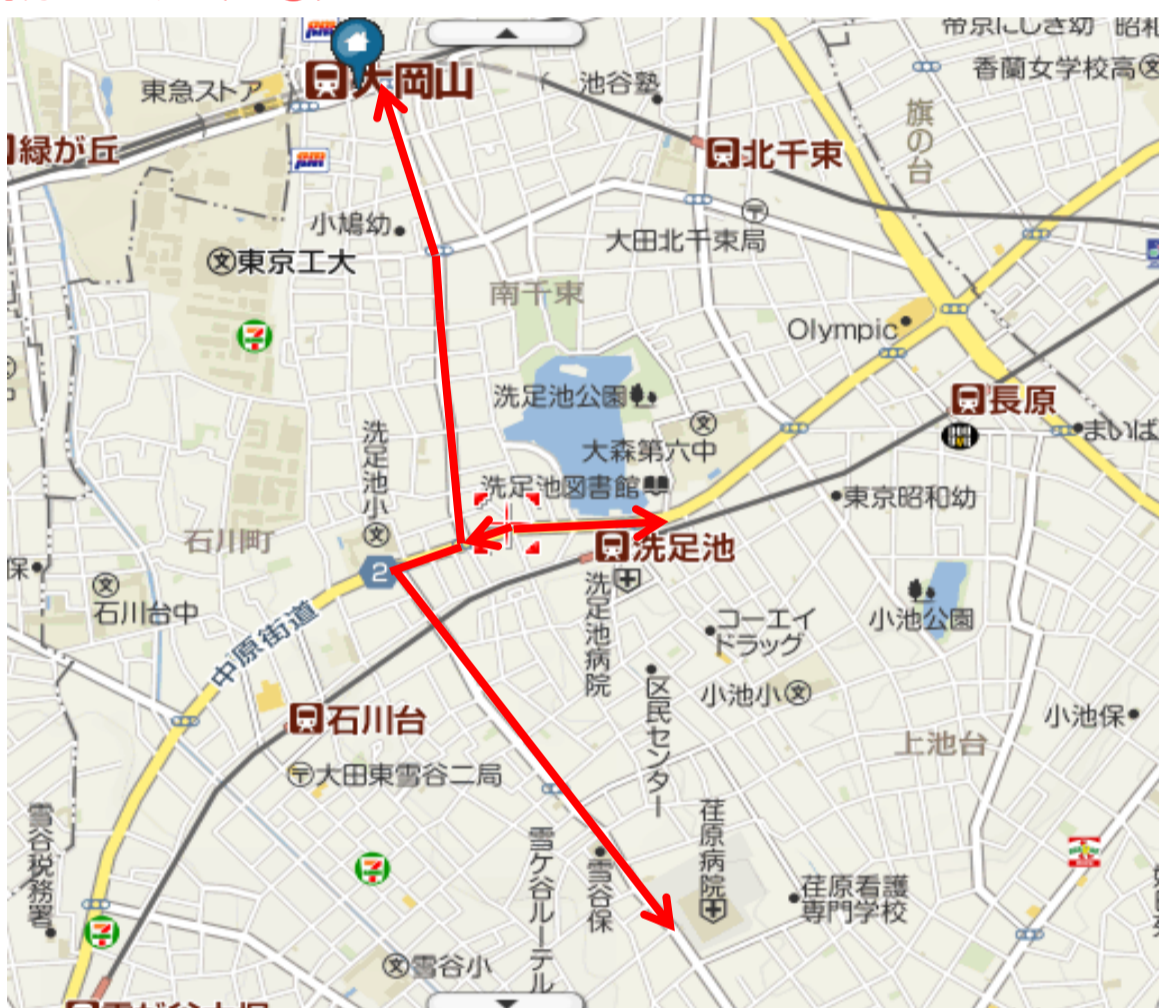 帝京にしき幼
昭和
東急ストア
大岡山
池谷塾
香蘭女学校高
旗の台
緑が丘
北千束
小鳩幼
大田北千束局
東京工大
南千束
Olympic
洗足池公園
長原
まいば
洗足池小
大森第六中
洗足池図書館
東京昭和幼
石川町
保
2
洗足池
石川台中
洗足池病院
コーエイ
ドラッグ
小池公園
中原街道
区民センター
小池小
石川台
小池保
上池台
大田東雪谷二局
雪谷税務署
雪ケ谷ルーテル
雪谷保
荏原病院
荏原看護
専門学校
雪谷小